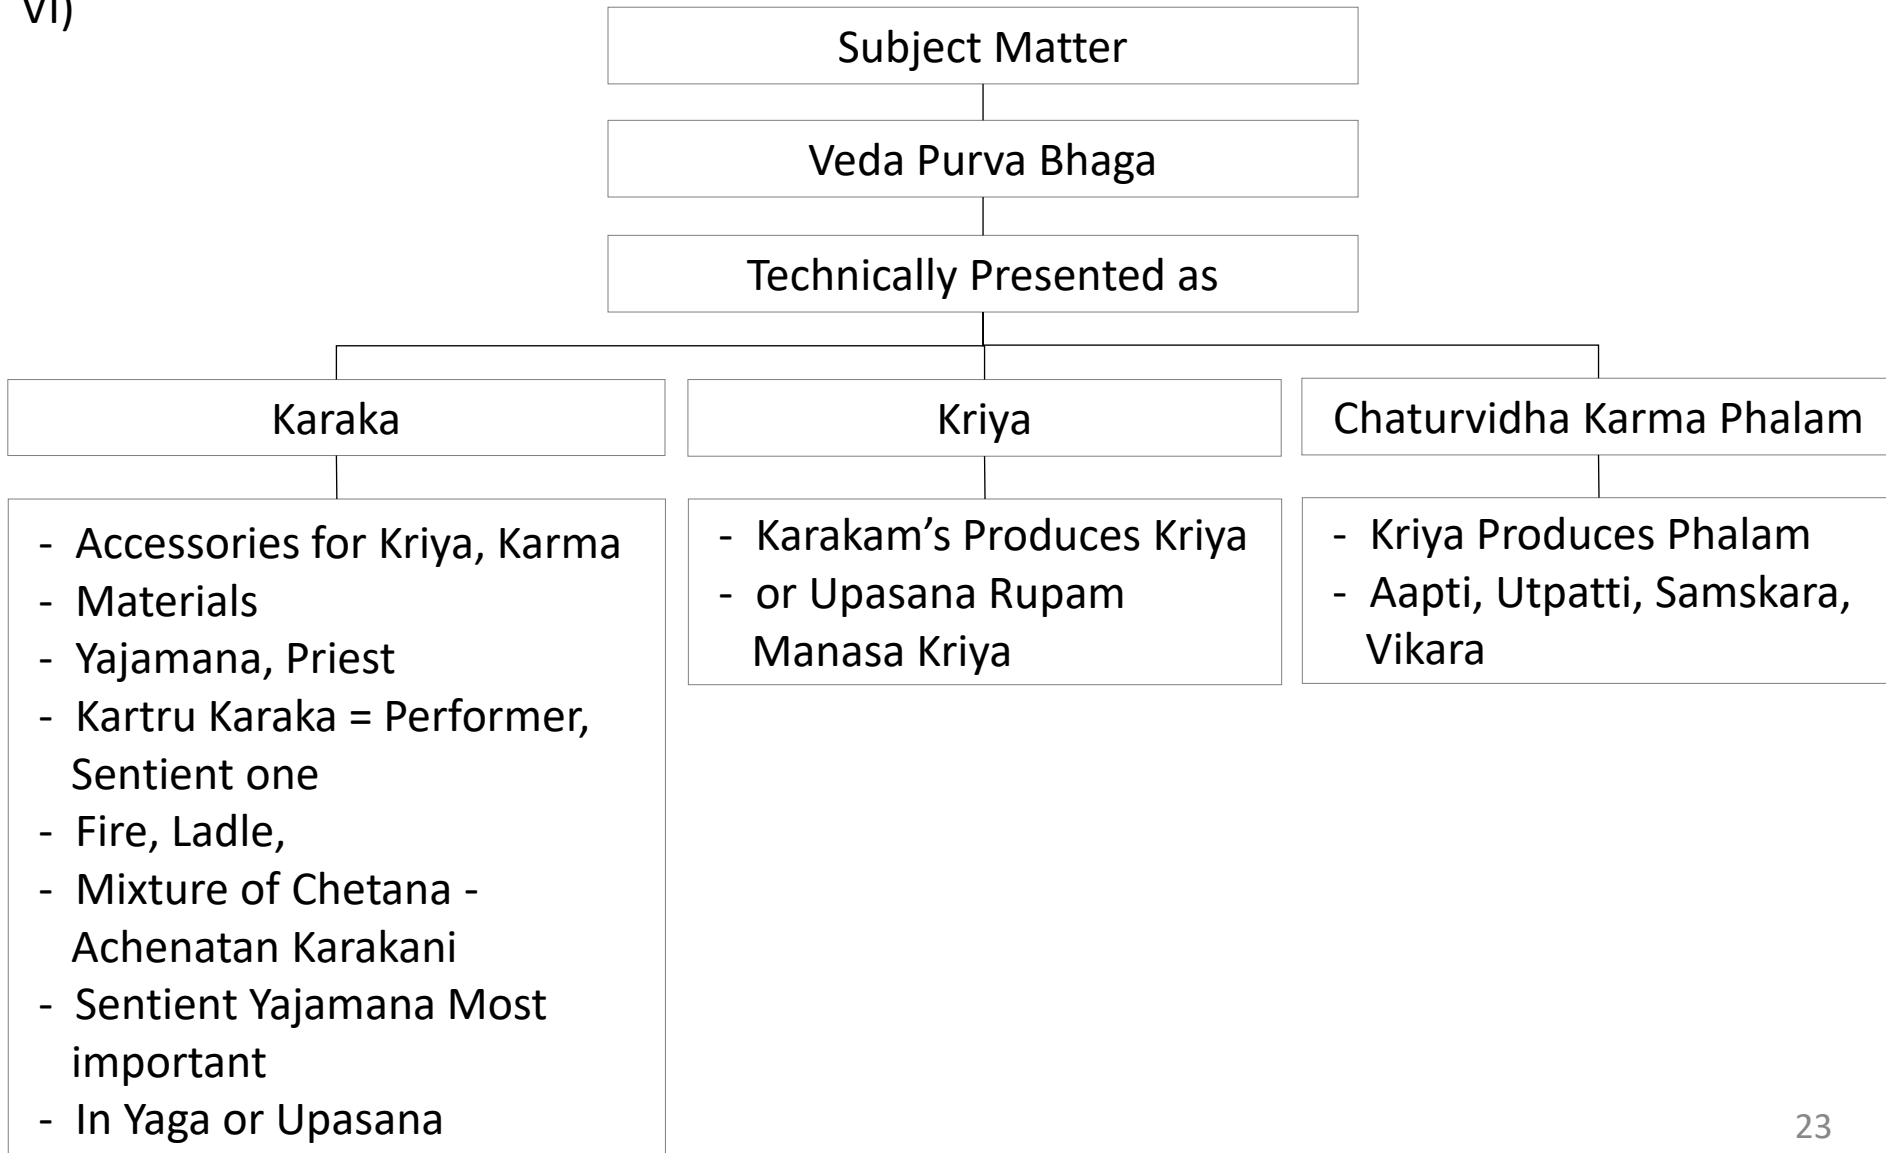 VI)
Subject Matter
Veda Purva Bhaga
Technically Presented as
Karaka
Kriya
Chaturvidha Karma Phalam
- Accessories for Kriya, Karma
- Materials
- Yajamana, Priest
- Kartru Karaka = Performer,
Sentient one
- Fire, Ladle,
- Mixture of Chetana -
Achenatan Karakani
- Sentient Yajamana Most
important
- In Yaga or Upasana
- Karakam’s Produces Kriya
- or Upasana Rupam
Manasa Kriya
- Kriya Produces Phalam
- Aapti, Utpatti, Samskara,
Vikara
23